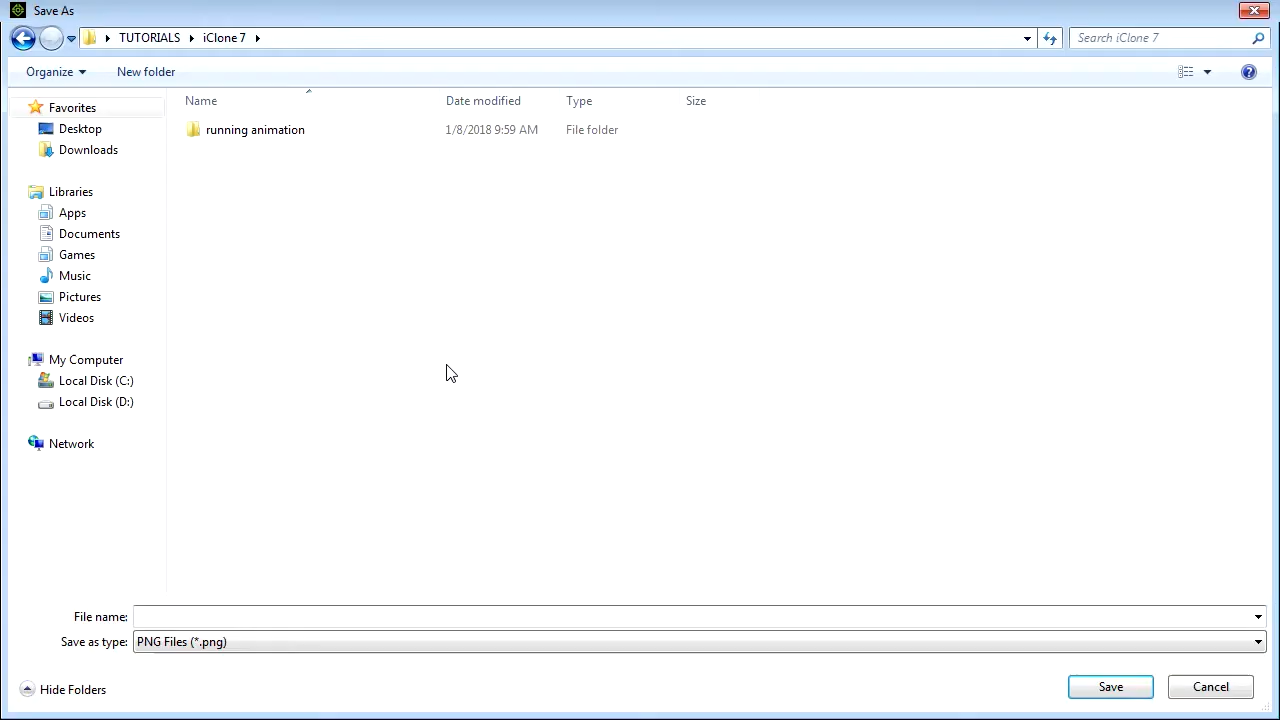 Save As
TUTORIALS iClone 7
Search iClone 7
Organize
New folder
Name
Date modified
Type
Size
running animation
1/8/2018 9:59 AM
File folder
Favorites
Desktop
Downloads
Libraries
Apps
Documents
Games
Music
Pictures
Videos
My Computer
Local Disk (C:)
Local Disk (D:)
Network
File name:
Save as type: PNG Files (*.png)
Hide Folders
Save
Cancel